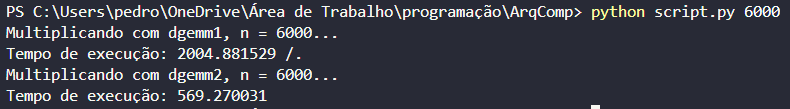 PS C:\Users\pedro\OneDrive\Área de Trabalho\programação\ArqComp> python script.py 6000
Multiplicando com dgemm1, n = 6000...
Tempo de execução: 2004.881529 /.
Multiplicando com dgemm2, n = 6000...
Tempo de execução: 569.270031